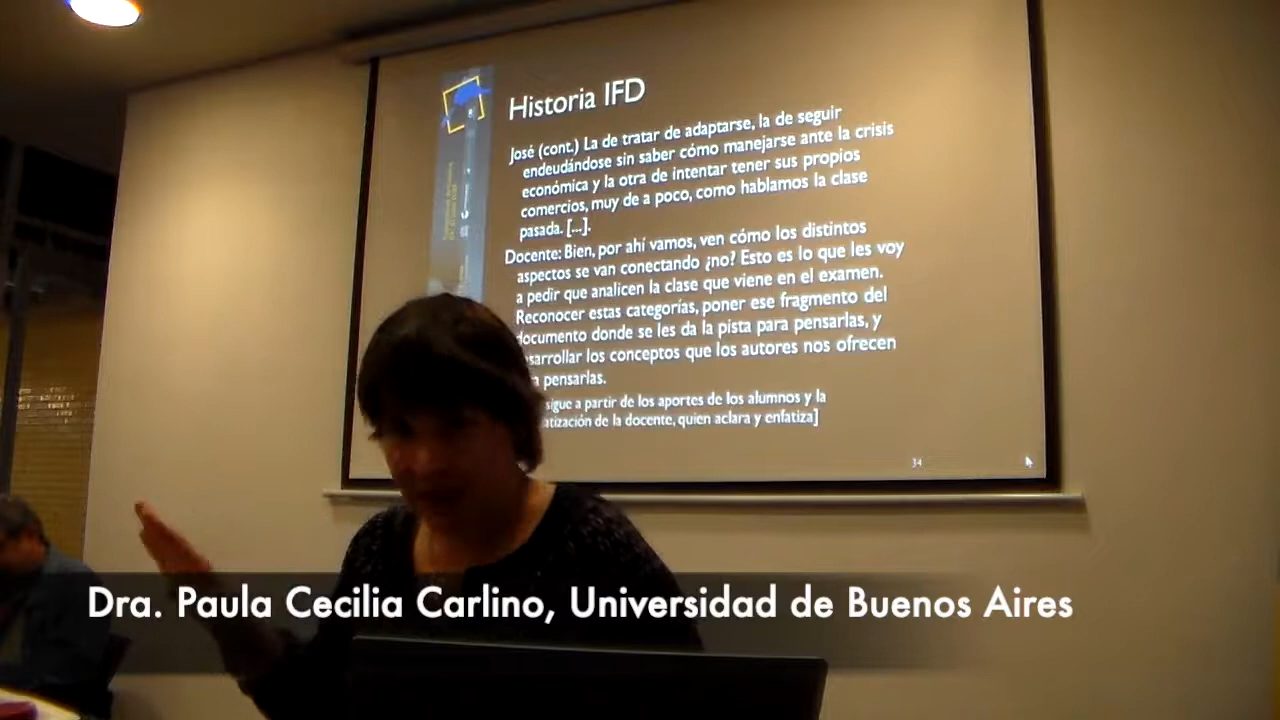 Historia IFD
José (cont.) La de tratar de adaptarse, la de seguir
endeudándose sin saber cómo manejarse ante la crisis
económica y la otra de intentar tener sus propios
comercios, muy de a poco, como hablamos la clase
pasada. [...].
Docente: Bien, por ahí vamos, ven cómo los distintos
aspectos se van conectando ¿no? Esto es lo que les voy
a pedir que analicen la clase que viene en el examen.
Reconocer estas categorías, poner ese fragmento del
documento donde se les da la pista para pensarlas, y
sarrollar los conceptos que los autores nos ofrecen
pensarlas.
sigue a partir de los aportes de los alumnos y la
atización de la docente, quien aclara y enfatiza]
34
Dra. Paula Cecilia Carlino, Universidad de Buenos Aires